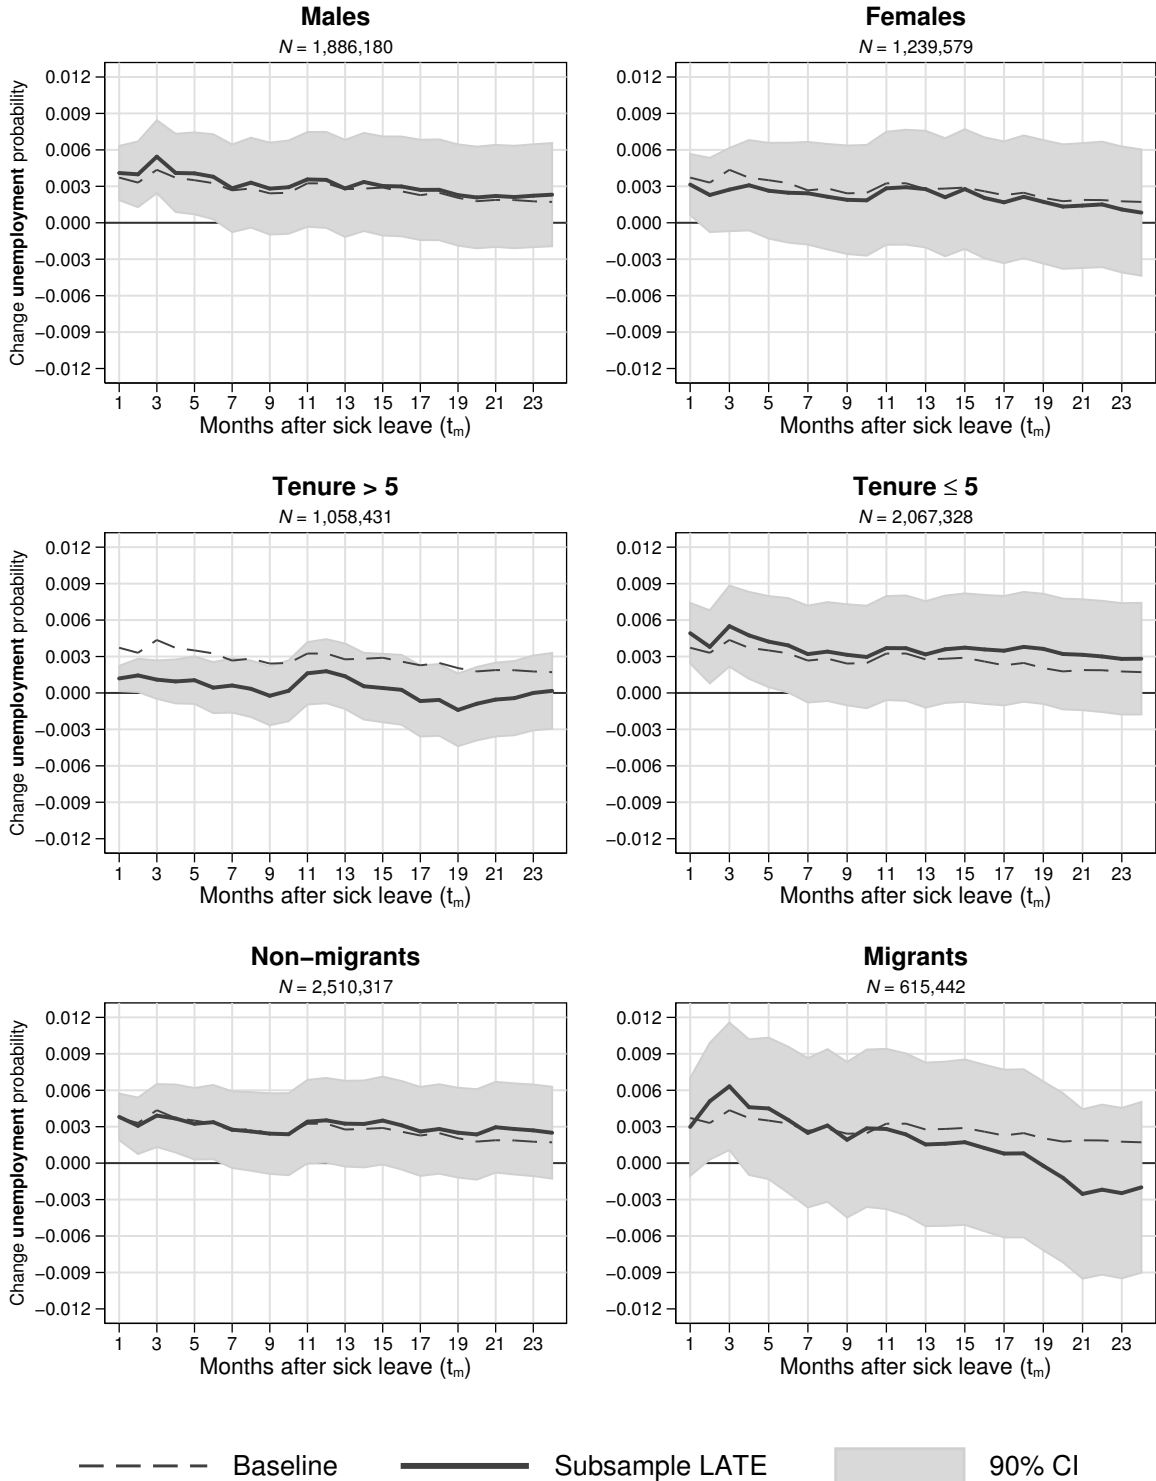 Males
N = 1,886,180
Change unemployment probability
0.012
0.009
0.006
0.003
0.000
−0.003
−0.006
−0.009
−0.012
1 3 5 7 9 11 13 15 17 19 21 23
Months after sick leave (tm)
Females
N = 1,239,579
0.012
0.009
0.006
0.003
0.000
−0.003
−0.006
−0.009
−0.012
1 3 5 7 9 11 13 15 17 19 21 23
Months after sick leave (tm)
Tenure > 5
N = 1,058,431
Change unemployment probability
0.012
0.009
0.006
0.003
0.000
−0.003
−0.006
−0.009
−0.012
1 3 5 7 9 11 13 15 17 19 21 23
Months after sick leave (tm)
Tenure ≤ 5
N = 2,067,328
0.012
0.009
0.006
0.003
0.000
−0.003
−0.006
−0.009
−0.012
1 3 5 7 9 11 13 15 17 19 21 23
Months after sick leave (tm)
Non−migrants
N = 2,510,317
Change unemployment probability
0.012
0.009
0.006
0.003
0.000
−0.003
−0.006
−0.009
−0.012
1 3 5 7 9 11 13 15 17 19 21 23
Months after sick leave (tm)
Migrants
N = 615,442
0.012
0.009
0.006
0.003
0.000
−0.003
−0.006
−0.009
−0.012
1 3 5 7 9 11 13 15 17 19 21 23
Months after sick leave (tm)
Baseline Subsample LATE 90% CI